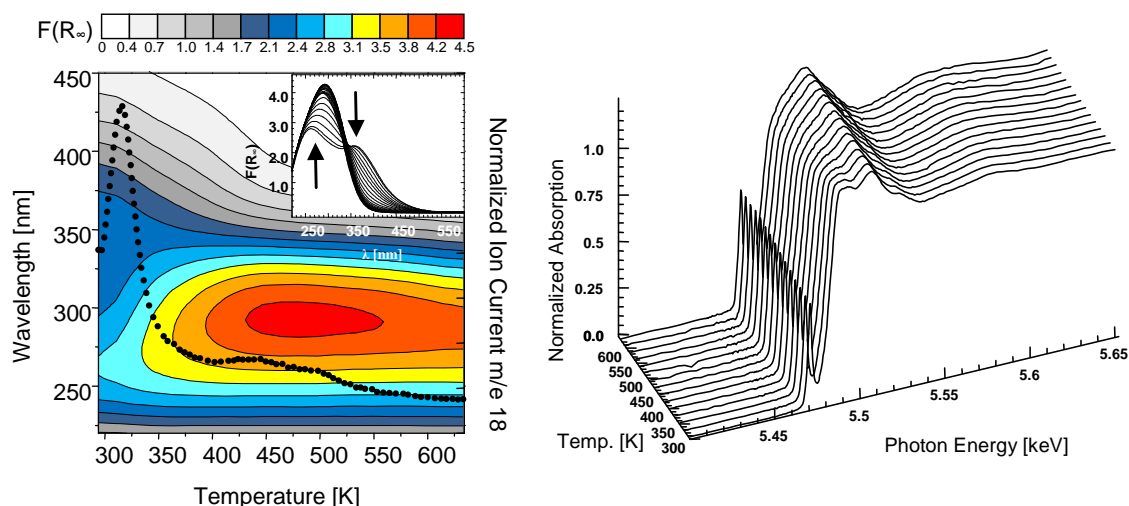 F(R∞)
0 0.4 0.7 1.0 1.4 1.7 2.1 2.4 2.8 3.1 3.5 3.8 4.2 4.5
450
400
350
300
250
Wavelength [nm]
300 350 400 450 500 550 600
Temperature [K]
Normalized Ion Current m/e 18
4.0
3.0
2.0
1.0
F(R∞)
250 350 450 550
λ [nm]
Normalized Absorption
1.0
0.75
0.5
0.25
0.0
600
550
500
450
400
350
300
Temp. [K]
5.45 5.5 5.55 5.6 5.65
Photon Energy [keV]